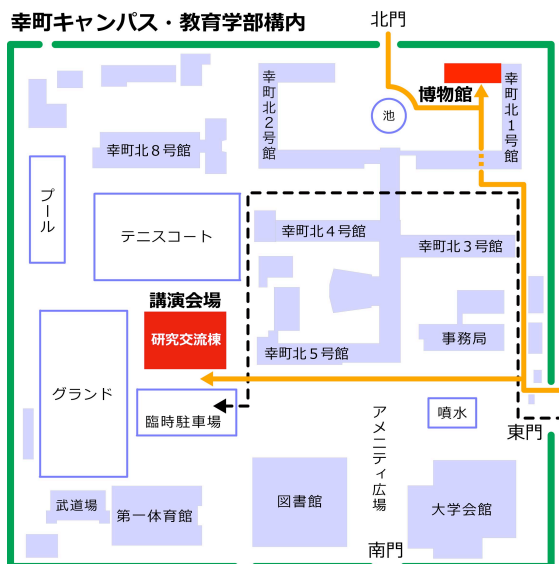 幸町キャンパス・教育学部構内
北門
博物館
池
幸町北２号館
幸町北１号館
幸町北８号館
プール
テニスコート
幸町北４号館
幸町北３号館
講演会場
研究交流棟
事務局
幸町北５号館
グランド
臨時駐車場
アメニティ広場
噴水
東門
武道場
第一体育館
図書館
大学会館
南門